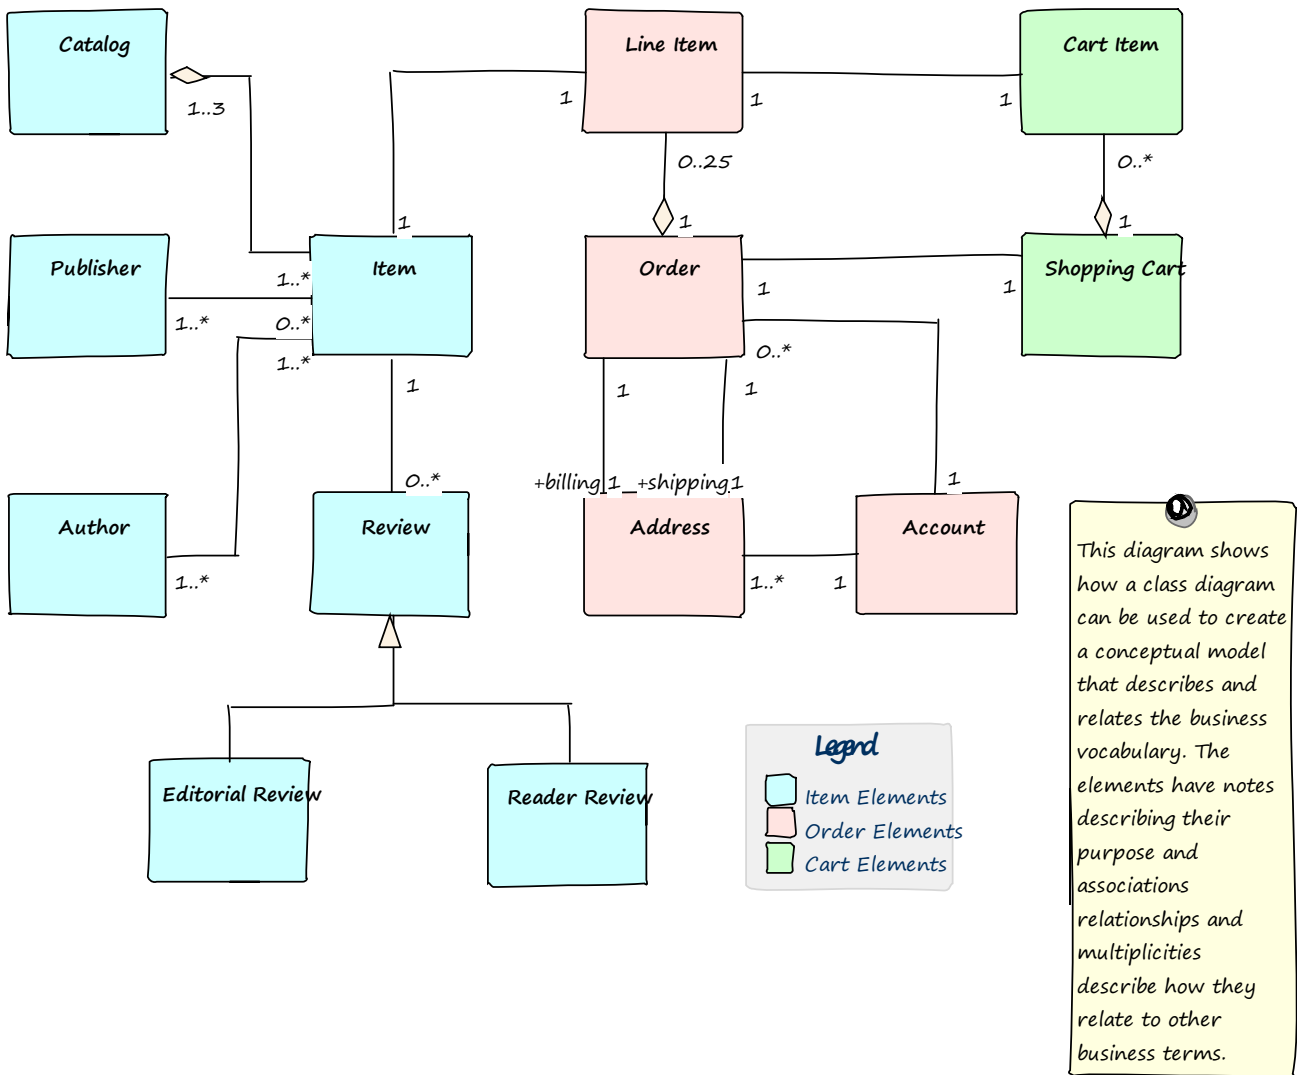 Catalog
Line Item
Cart Item
1..3
1
1
1
0..25
0..*
1
1
1
Publisher
Item
Order
Shopping Cart
1..*
1
1
1..*
0..*
1..*
0..*
1
1
1
+billing 1
+shipping 1
0..*
1
Author
Review
Address
Account
1..*
1..*
1
This diagram shows
how a class diagram
can be used to create
a conceptual model
that describes and
relates the business
vocabulary. The
elements have notes
describing their
purpose and
associations
relationships and
multiplicities
describe how they
relate to other
business terms.
Editorial Review
Reader Review
Legend
Item Elements
Order Elements
Cart Elements